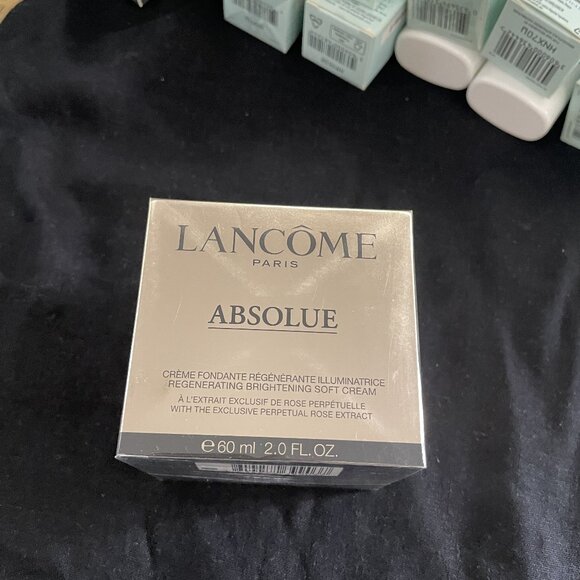 HNX70U
LANCÔME
PARIS
ABSOLUE
CRÈME FONDANTE RÉGÉNÉRANTE ILLUMINATRICE
REGENERATING BRIGHTENING SOFT CREAM
À L'EXTRAIT EXCLUSIF DE ROSE PERPÉTUELLE
WITH THE EXCLUSIVE PERPETUAL ROSE EXTRACT
℮ 60 ml 2.0 FL.OZ.